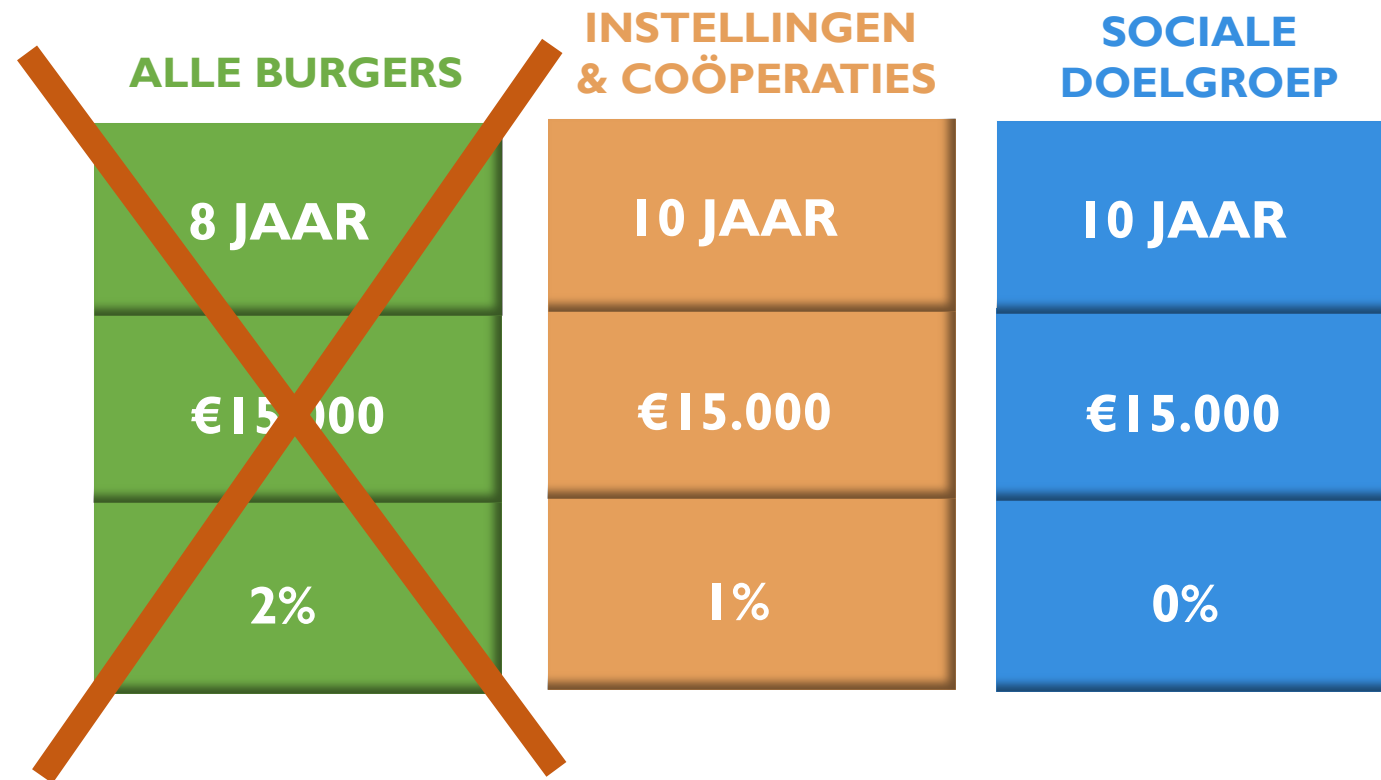 ALLE BURGERS
8 JAAR
€15.000
2%
INSTELLINGEN
& COÖPERATIES
10 JAAR
€15.000
1%
SOCIALE
DOELGROEP
10 JAAR
€15.000
0%